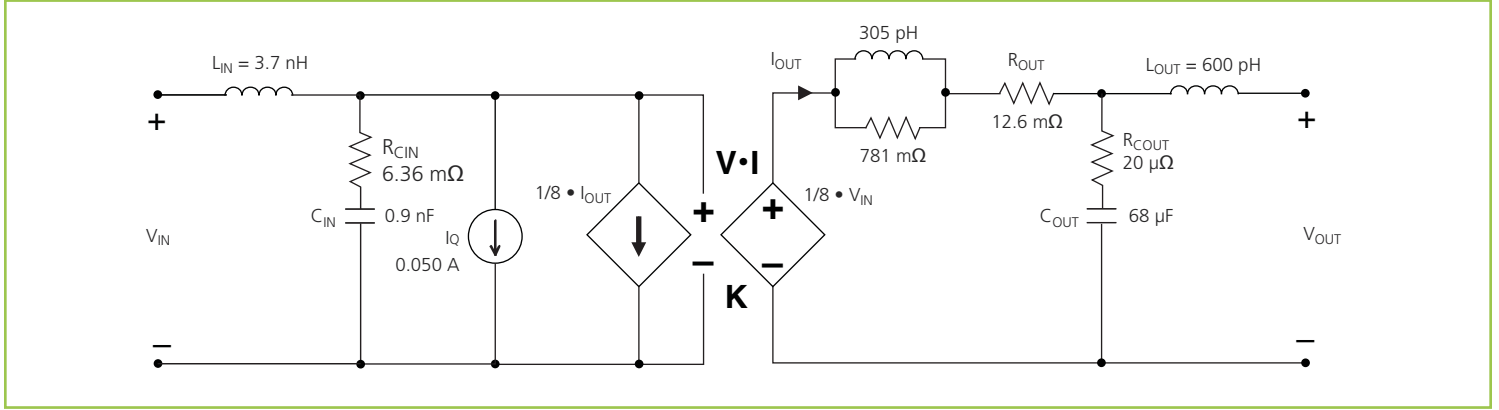 L_IN = 3.7 nH
R_CIN
6.36 mΩ
C_IN 0.9 nF
I_Q
0.050 A
+
V_IN
–
1/8 • I_OUT
V•I
+
–
K
+
–
1/8 • V_IN
I_OUT
305 pH
781 mΩ
R_OUT
12.6 mΩ
L_OUT = 600 pH
R_COUT
20 µΩ
C_OUT 68 µF
+
V_OUT
–